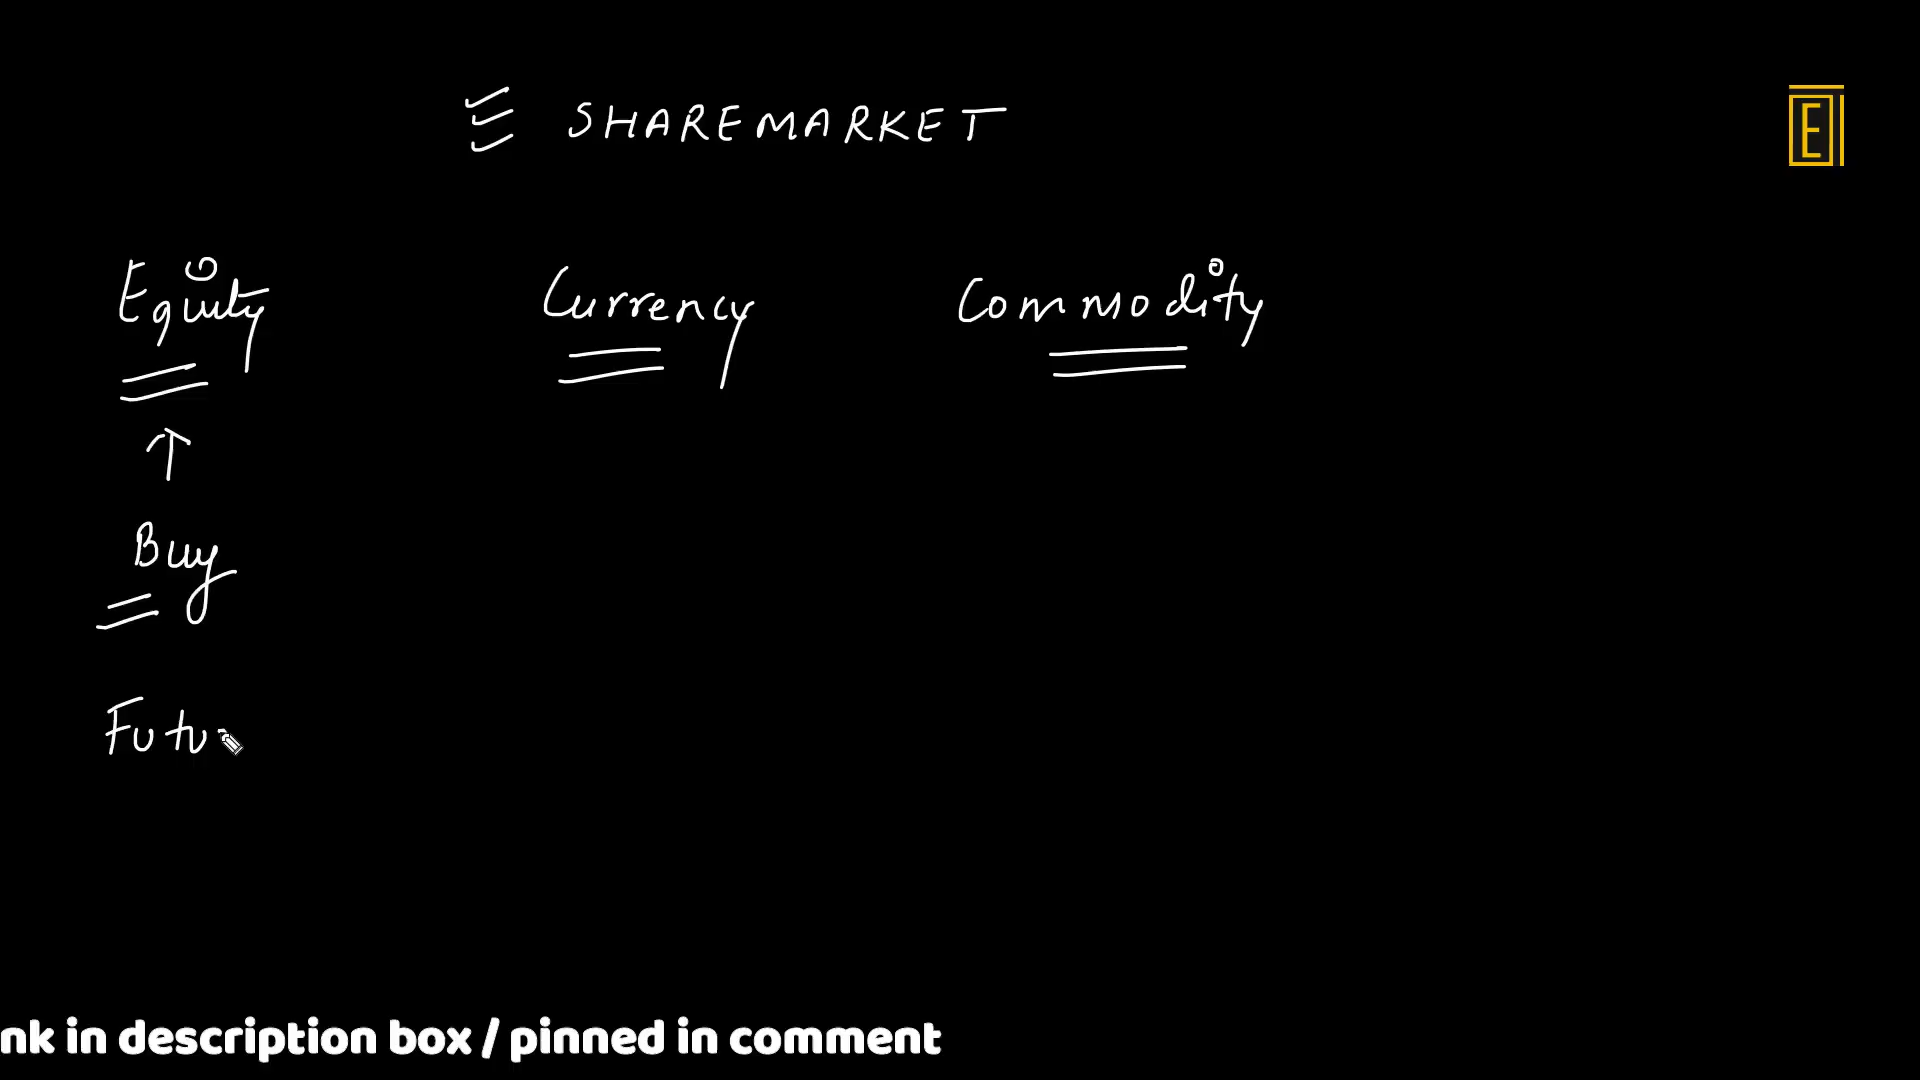 SHAREMARKET
Equity Currency Commodity
Buy
Futu
nk in description box / pinned in comment
E